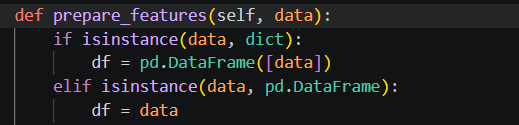 def prepare_features(self, data):
    if isinstance(data, dict):
        df = pd.DataFrame([data])
    elif isinstance(data, pd.DataFrame):
        df = data